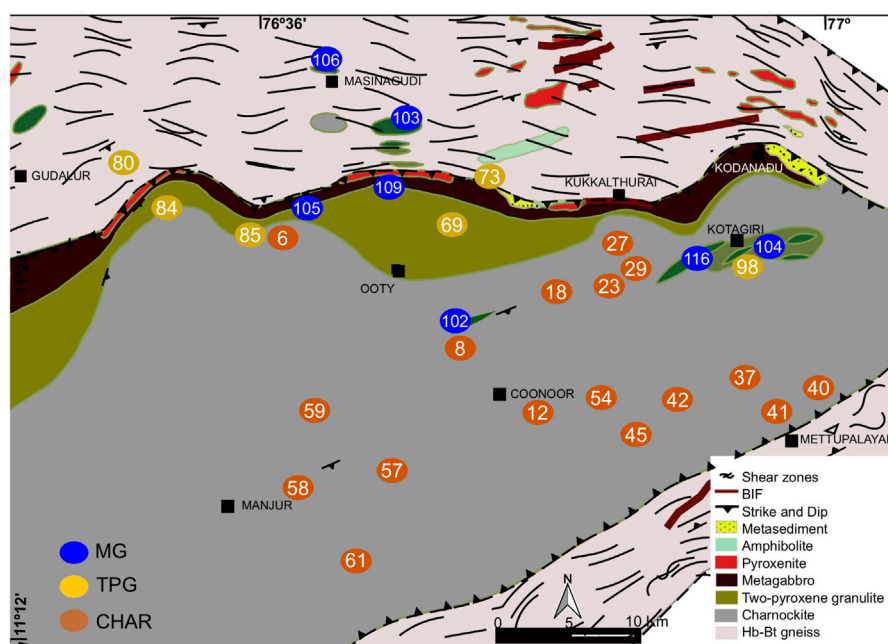 76°36'
77°
106
MASINAGUDI
103
80
GUDALUR
73
KODANADU
109
KUKKALTHURAI
84
105
69
KOTAGIRI
85
6
27
104
116
98
29
OOTY
23
18
102
8
37
COONOOR
54
42
40
59
12
41
45
METTUPALAYA
57
58
MANJUR
61
MG
TPG
CHAR
11°12'
N
0 5 10 Km
Shear zones
BIF
Strike and Dip
Metasediment
Amphibolite
Pyroxenite
Metagabbro
Two-pyroxene granulite
Charnockite
Hb-Bt gneiss